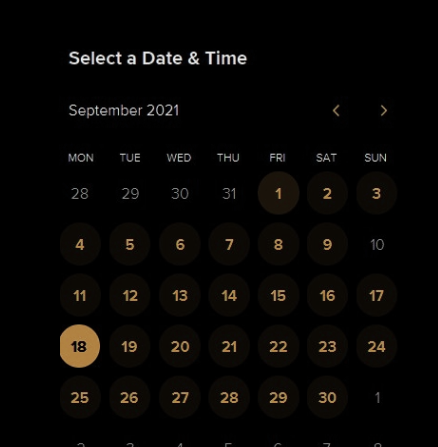 Select a Date & Time
September 2021
MON TUE WED THU FRI SAT SUN
28 29 30 31 1 2 3
4 5 6 7 8 9 10
11 12 13 14 15 16 17
18 19 20 21 22 23 24
25 26 27 28 29 30 1